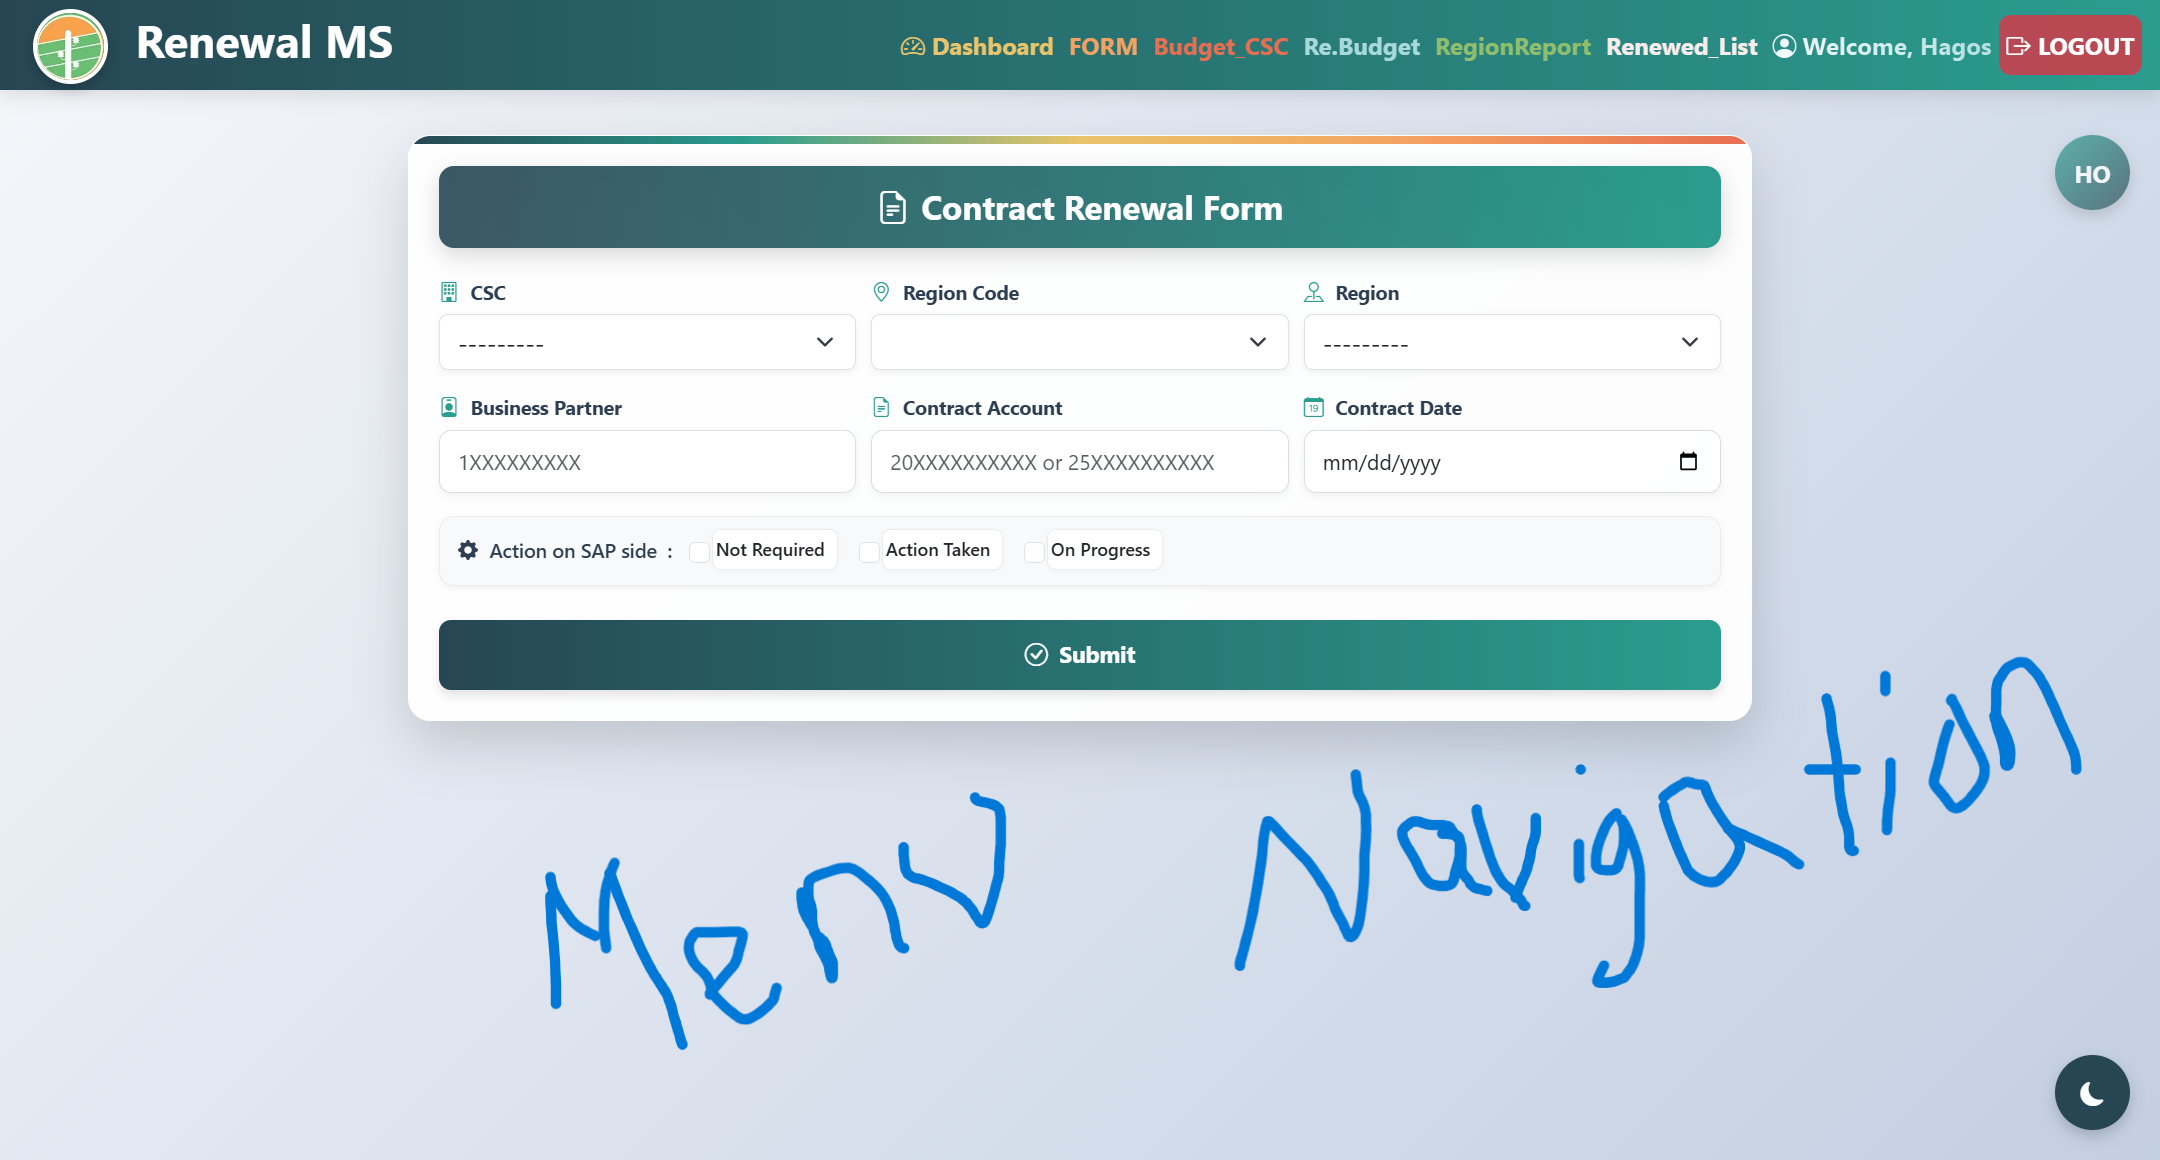 Renewal MS
Dashboard FORM Budget_CSC Re.Budget RegionReport Renewed_List Welcome, Hagos LOGOUT
HO
Contract Renewal Form
CSC Region Code Region
--------- ---------
Business Partner Contract Account Contract Date
19
1XXXXXXXXX 20XXXXXXXXXX or 25XXXXXXXXXX mm/dd/yyyy
Action on SAP side : Not Required Action Taken On Progress
Submit
Menu Navigation